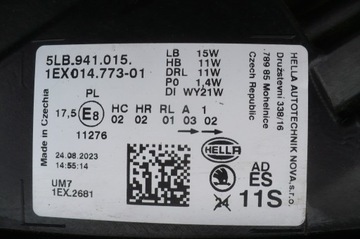 5LB.941.015.
1EX014.773-01
LB 15W
HB 11W
DRL 11W
P0 1,4W
DI WY21W
PL
17,5 E8
HC HR RL A 1
02 02 01 03 02
11276
Made in Czechia
24.08.2023
14:55:14
UM7
1EX.2681
HELLA
AD
ES
11S
HELLA AUTOTECHNIK NOVA,s.r.o.
Družstevní 338/16
789 85 Mohelnice
Czech Republic